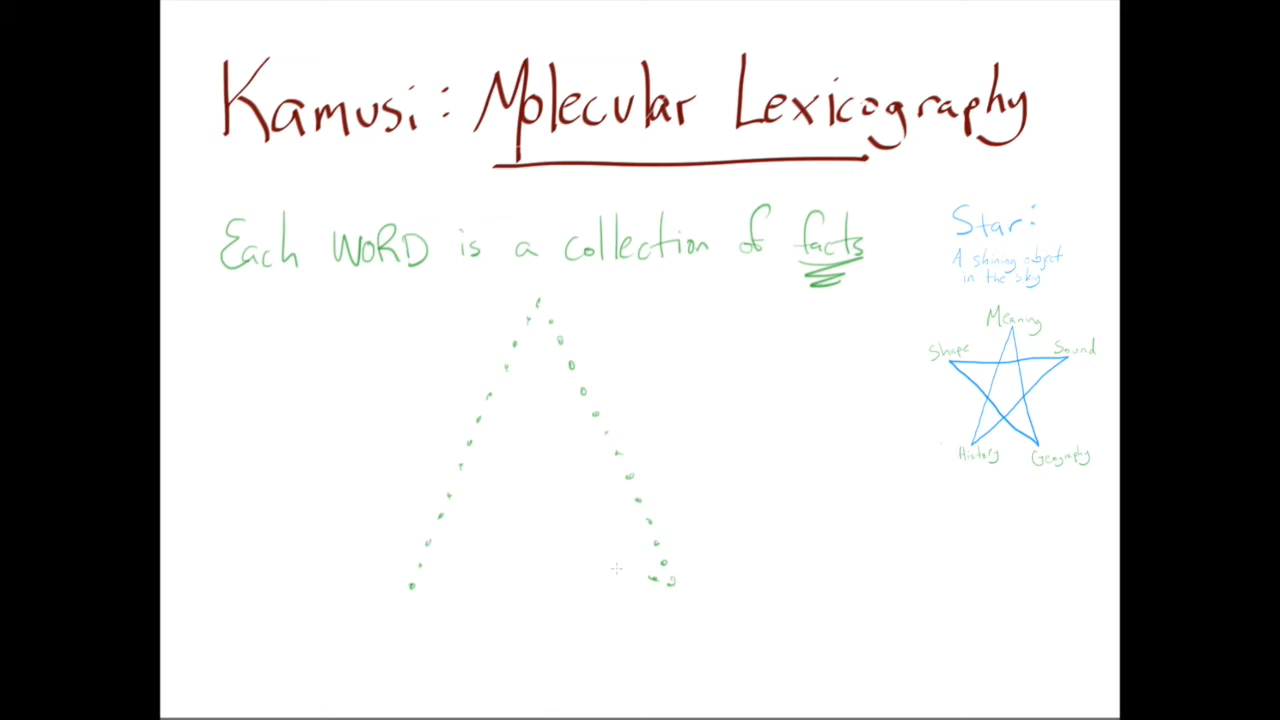 Kamusi: Molecular Lexicography
Each WORD is a collection of facts
Star:
A shining object
in the sky
Meaning
Shape
Sound
History
Geography